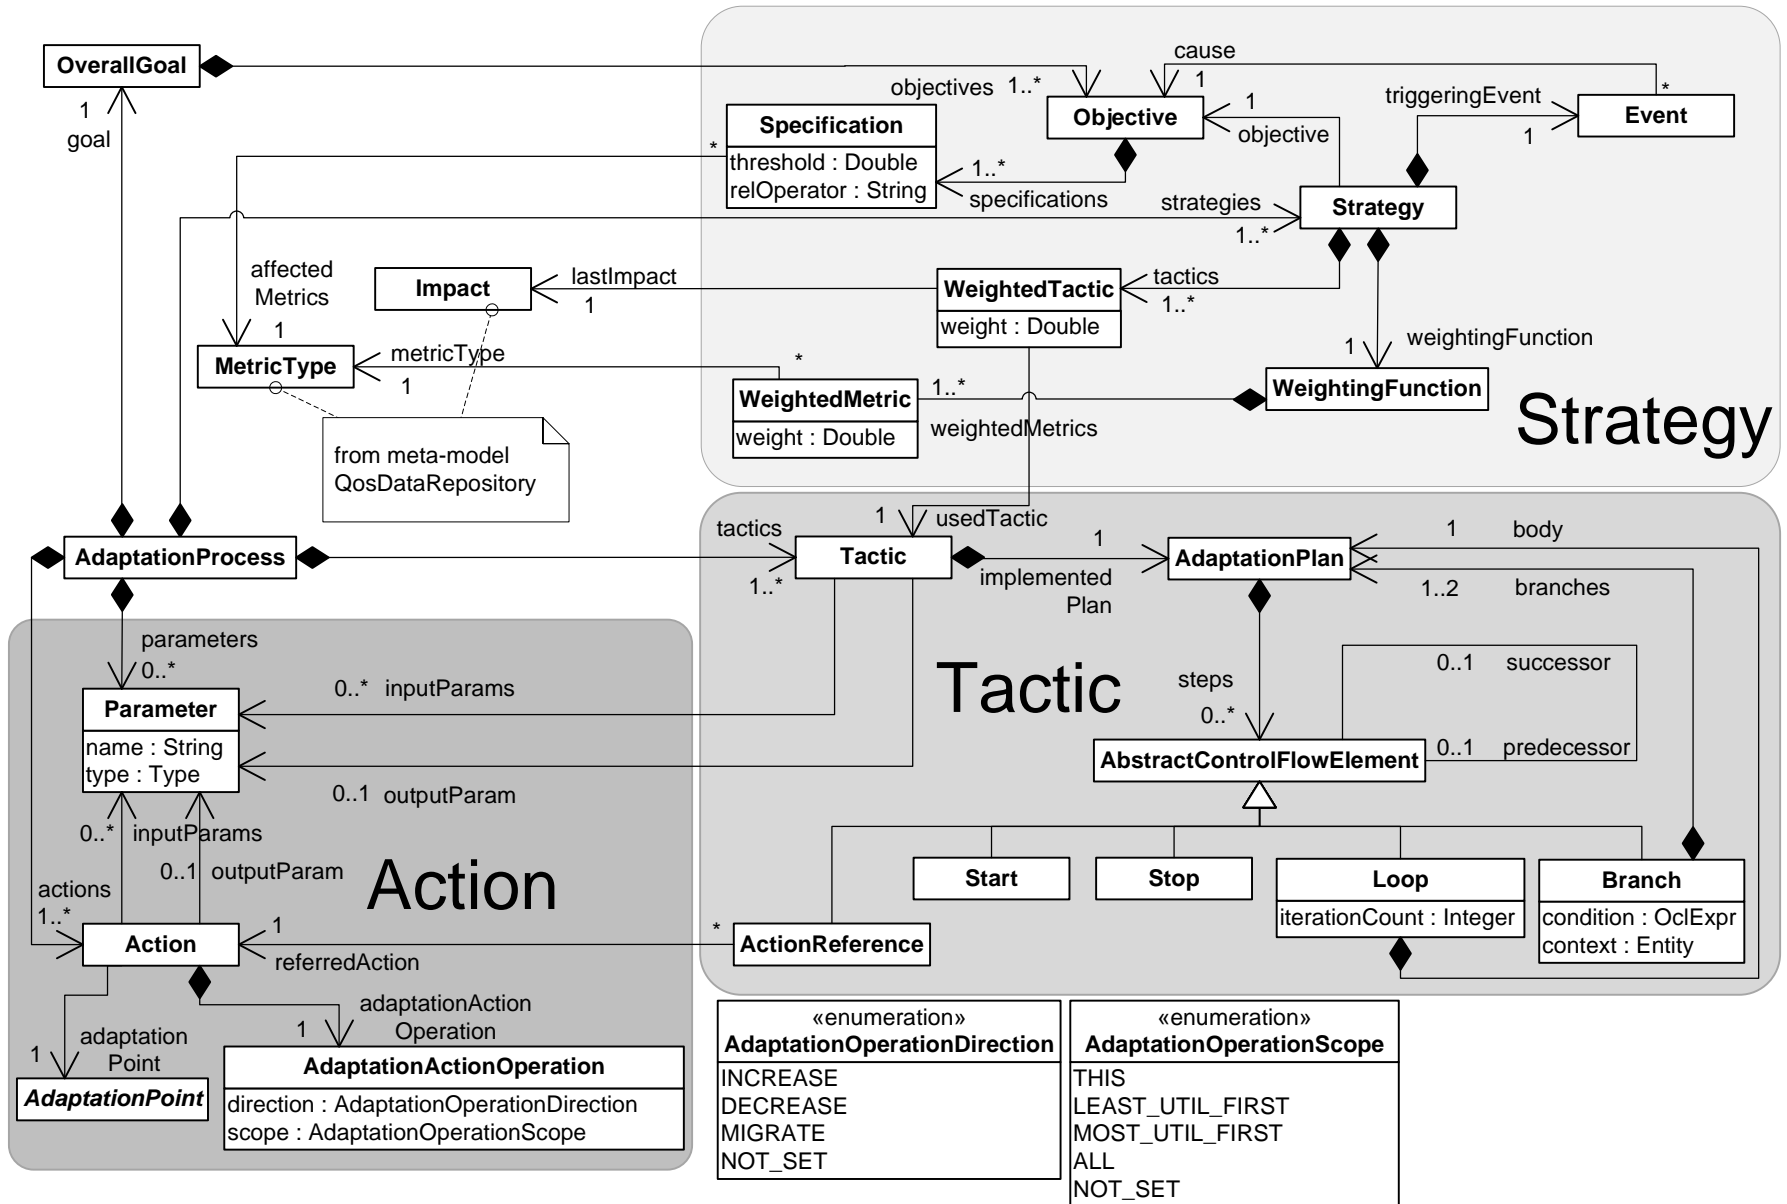 OverallGoal
1
goal
objectives 1..*
cause
1
Objective
1
objective
triggeringEvent
1
*
Event
Specification
threshold : Double
relOperator : String
*
1..*
specifications
strategies
1..*
Strategy
affected
Metrics
1
Impact
lastImpact
1
WeightedTactic
weight : Double
tactics
1..*
MetricType
metricType
1
*
WeightedMetric
weight : Double
1..*
weightedMetrics
1
weightingFunction
WeightingFunction
Strategy
from meta-model
QosDataRepository
AdaptationProcess
tactics
1..*
1
usedTactic
Tactic
1
implemented
Plan
AdaptationPlan
1
body
1..2
branches
parameters
0..*
Parameter
name : String
type : Type
0..* inputParams
0..1 outputParam
Tactic
steps
0..*
0..1 successor
0..1 predecessor
AbstractControlFlowElement
0..* inputParams
0..1 outputParam
Action
actions
1..*
Action
1
referredAction
*
ActionReference
Start
Stop
Loop
iterationCount : Integer
Branch
condition : OclExpr
context : Entity
adaptation
Point
1
AdaptationPoint
adaptationAction
Operation
1
AdaptationActionOperation
direction : AdaptationOperationDirection
scope : AdaptationOperationScope
«enumeration»
AdaptationOperationDirection
INCREASE
DECREASE
MIGRATE
NOT_SET
«enumeration»
AdaptationOperationScope
THIS
LEAST_UTIL_FIRST
MOST_UTIL_FIRST
ALL
NOT_SET